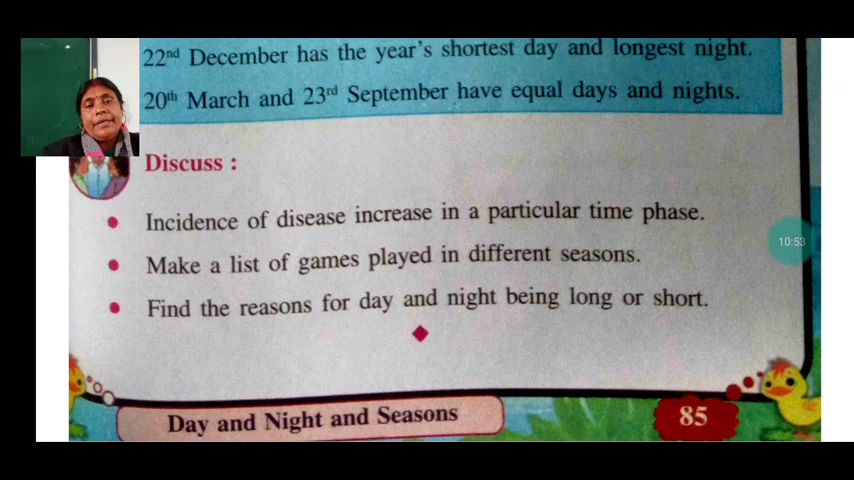 22nd December has the year's shortest day and longest night.
20th March and 23rd September have equal days and nights.
Discuss :
• Incidence of disease increase in a particular time phase.
10:53
• Make a list of games played in different seasons.
• Find the reasons for day and night being long or short.
Day and Night and Seasons
85